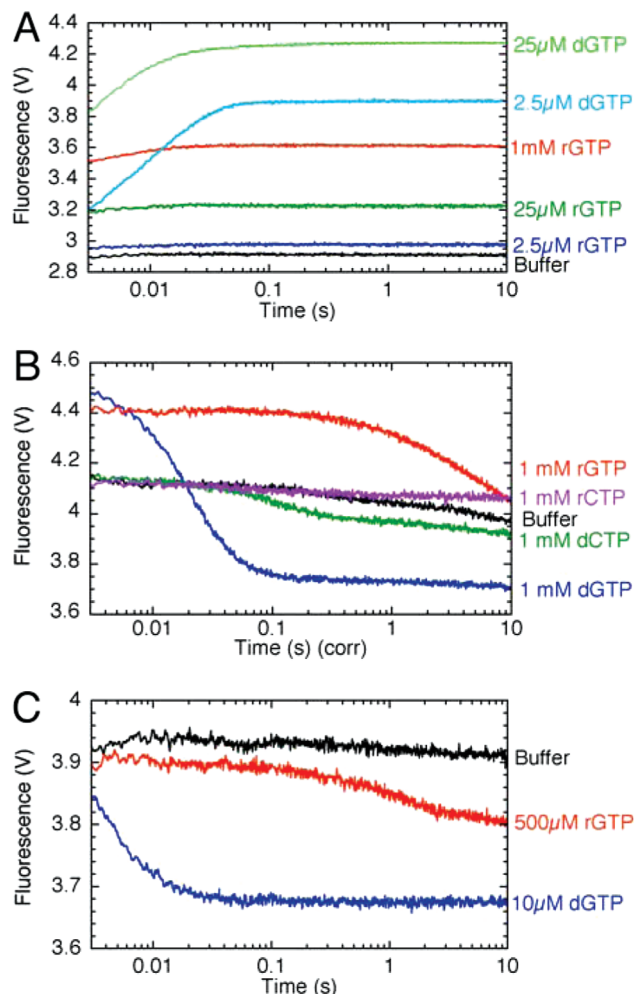 A
Fluorescence (V)
4.4
4.2
4
3.8
3.6
3.4
3.2
3
2.8
25µM dGTP
2.5µM dGTP
1mM rGTP
25µM rGTP
2.5µM rGTP
Buffer
0.01
0.1
1
10
Time (s)
B
Fluorescence (V)
4.6
4.4
4.2
4
3.8
3.6
1 mM rGTP
1 mM rCTP
Buffer
1 mM dCTP
1 mM dGTP
0.01
0.1
1
10
Time (s) (corr)
C
Fluorescence (V)
4
3.9
3.8
3.7
3.6
Buffer
500µM rGTP
10µM dGTP
0.01
0.1
1
10
Time (s)